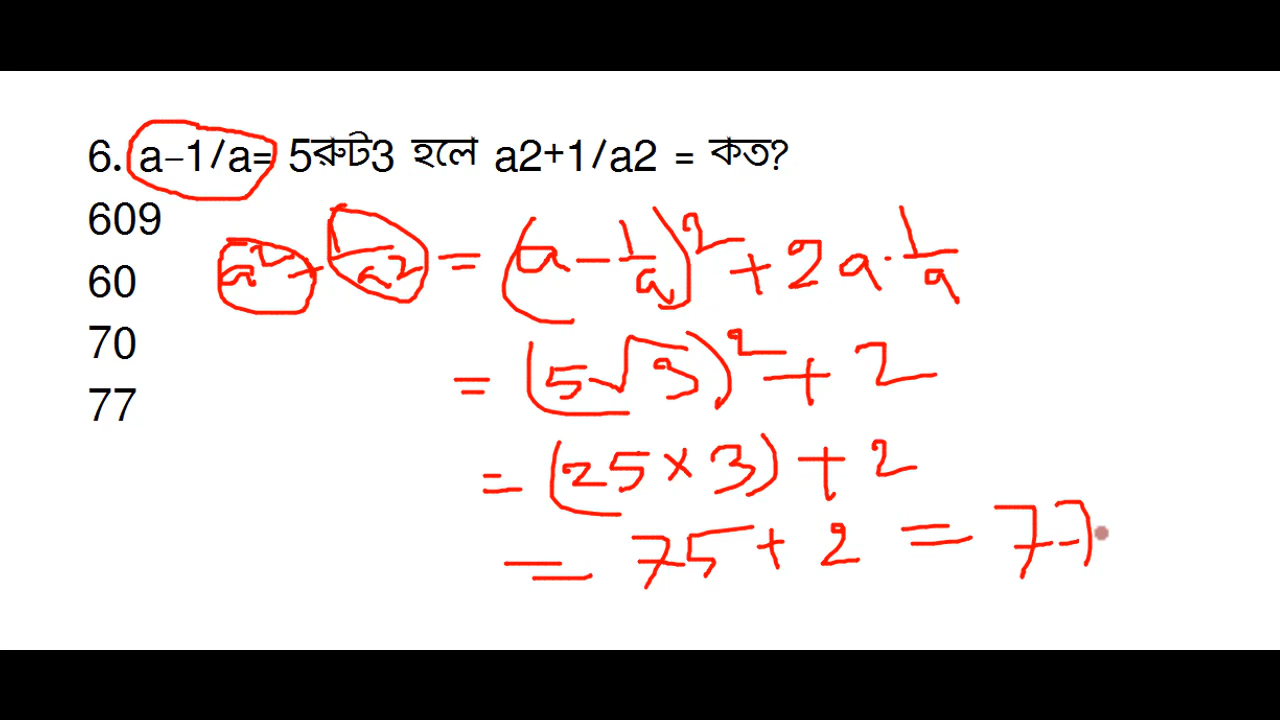 6. a-1/a= 5রুট3 হলে a2+1/a2 = কত?
609
a² + 1/a2 = (a - 1/a)² + 2a · 1/a
60
70
= (5√3)² + 2
77
= (25 × 3) + 2
= 75 + 2 = 77